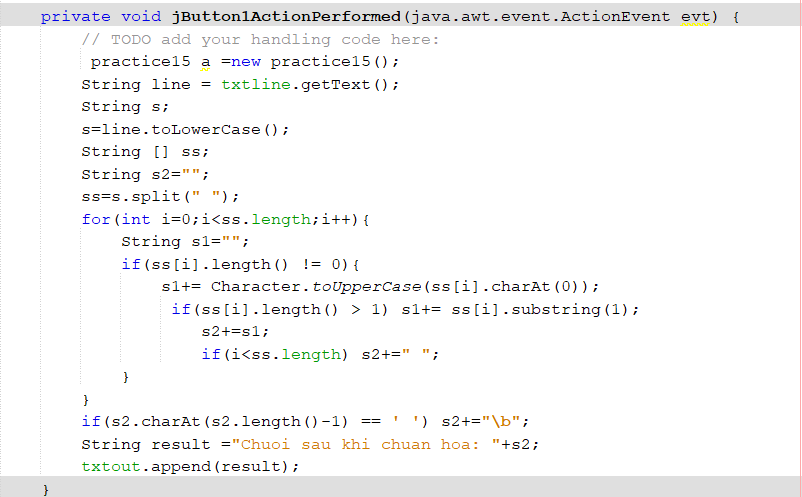 private void jButton1ActionPerformed(java.awt.event.ActionEvent evt) {
// TODO add your handling code here:
practice15 a =new practice15();
String line = txtline.getText();
String s;
s=line.toLowerCase();
String [] ss;
String s2="";
ss=s.split(" ");
for(int i=0;i<ss.length;i++){
String s1="";
if(ss[i].length() != 0){
s1+= Character.toUpperCase(ss[i].charAt(0));
if(ss[i].length() > 1) s1+= ss[i].substring(1);
s2+=s1;
if(i<ss.length) s2+=" ";
}
}
if(s2.charAt(s2.length()-1) == ' ') s2+="\b";
String result ="Chuoi sau khi chuan hoa: "+s2;
txtout.append(result);
}